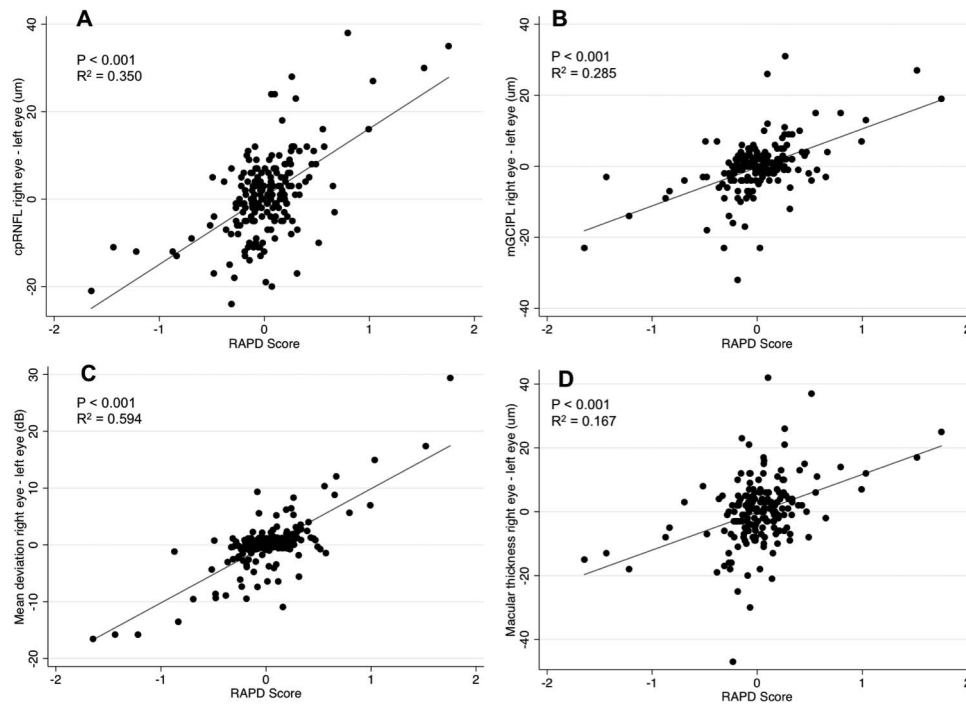 A
P < 0.001
R² = 0.350
cpRNFL right eye - left eye (um)
40
20
0
-20
-2
-1
0
1
2
RAPD Score
B
P < 0.001
R² = 0.285
mGCIPL right eye - left eye (um)
40
20
0
-20
-40
-2
-1
0
1
2
RAPD Score
C
P < 0.001
R² = 0.594
Mean deviation right eye - left eye (dB)
30
20
10
0
-10
-20
-2
-1
0
1
2
RAPD Score
D
P < 0.001
R² = 0.167
Macular thickness right eye - left eye (um)
40
20
0
-20
-40
-2
-1
0
1
2
RAPD Score